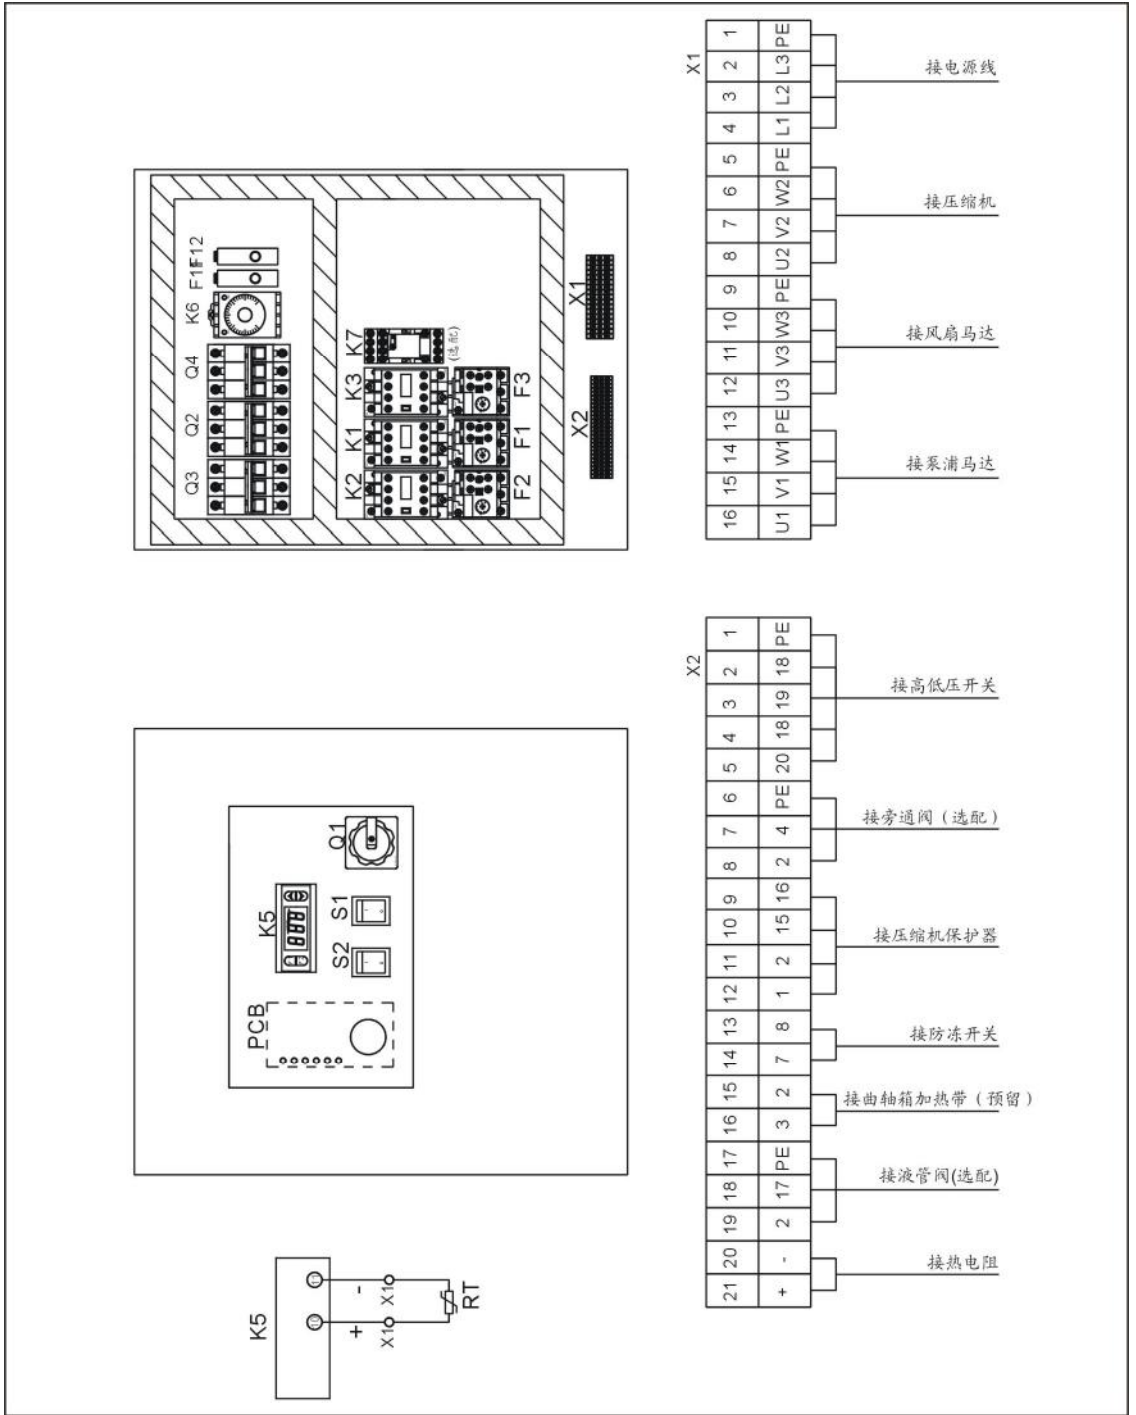 X1
1 PE
2 L3
3 L2
4 L1
接电源线
5 PE
6 W2
7 V2
8 U2
接压缩机
9 PE
10 W3
11 V3
12 U3
接风扇马达
13 PE
14 W1
15 V1
16 U1
接泵浦马达
F11 F12
K6
Q4
Q2
Q3
K7
(选配)
K3
F3
K1
F1
K2
F2
X1
X2
X2
1 PE
2 18
3 19
4 18
5 20
接高低压开关
6 PE
7 4
8 2
接旁通阀（选配）
9 16
10 15
11 2
12 1
接压缩机保护器
13 8
14 7
接防冻开关
15 2
16 3
接曲轴箱加热带（预留）
17 PE
18 17
19 2
接液管阀(选配)
20 -
21 +
接热电阻
Q1
K5
888
S1
S2
PCB
K5
11
-
X1
10
+
X1
RT